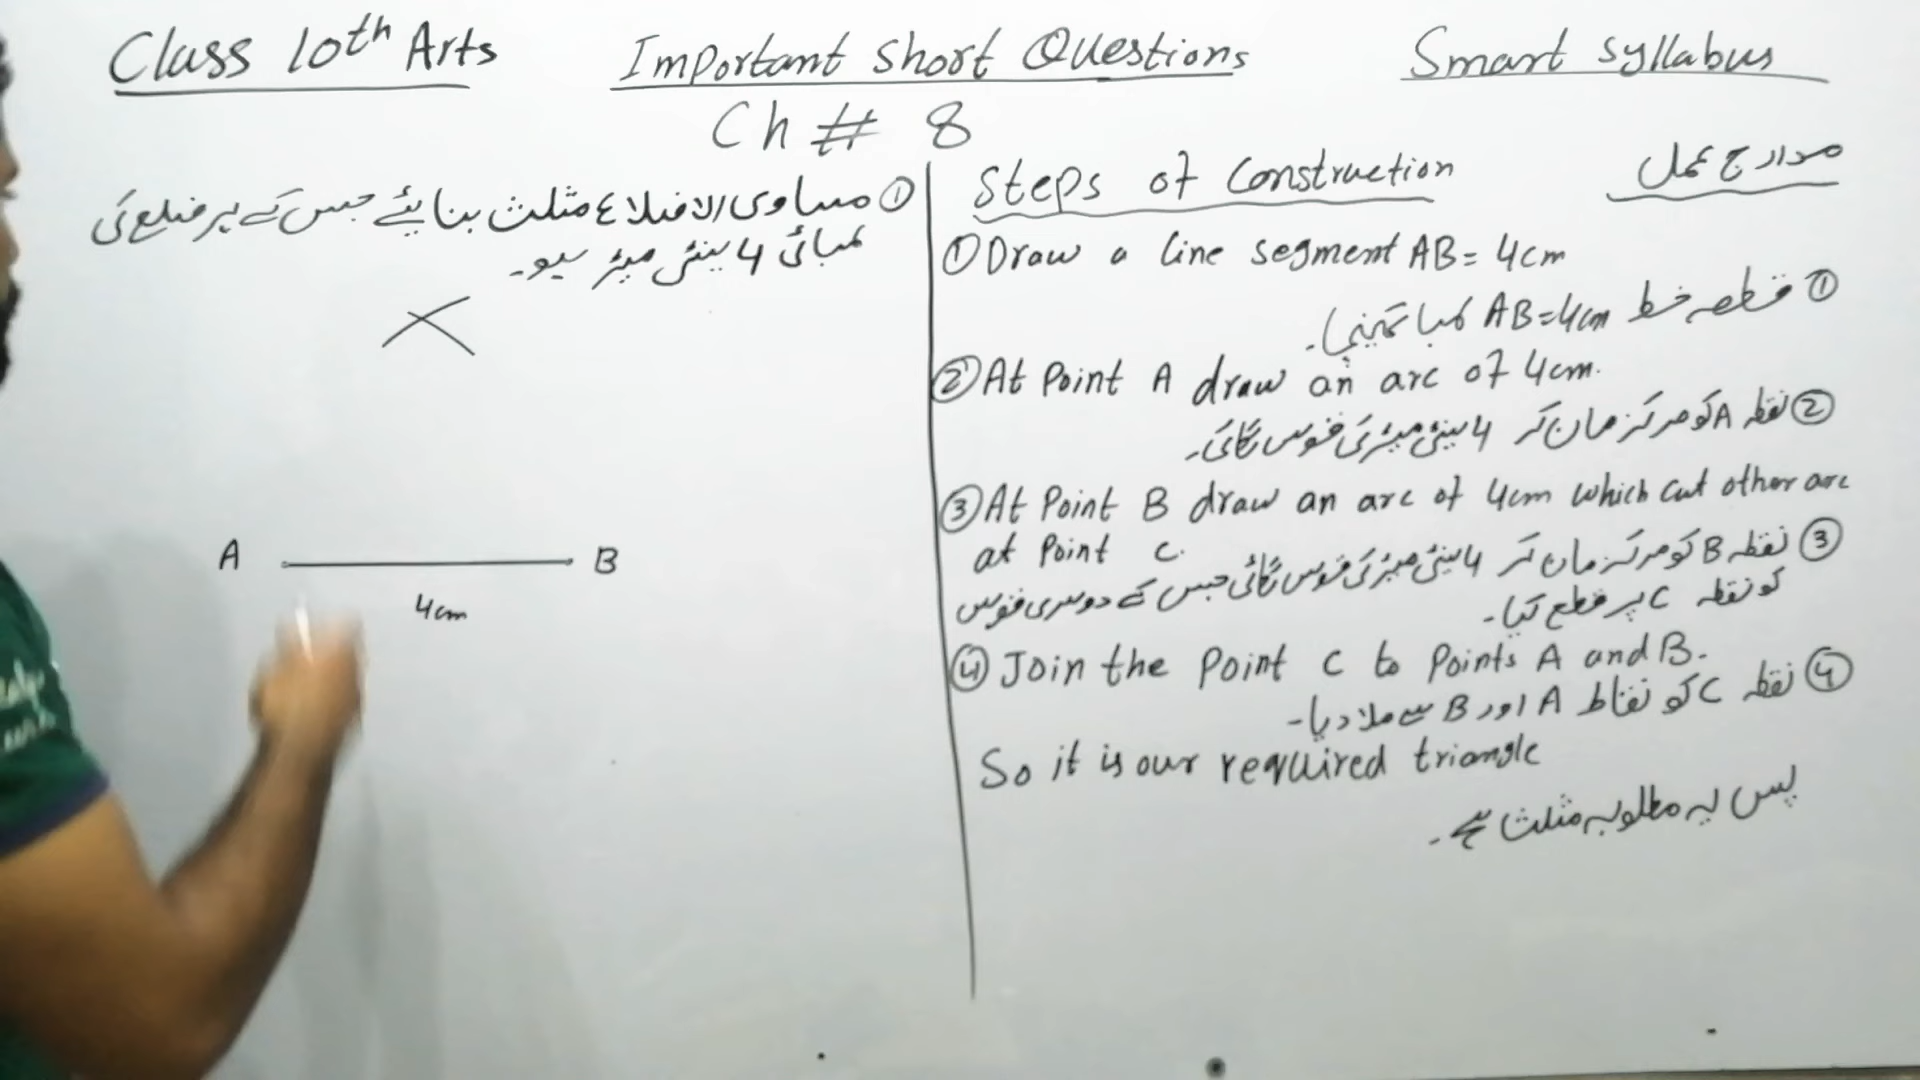 Class 10th Arts
Important Short Questions
Smart Syllabus
Ch # 8
① مساوی الاضلاع مثلث بنایئے جس کے ہر ضلع کی
لمبائی 4 سینٹی میٹر ہو۔
A
B
4cm
Steps of Construction
مدارج عمل
① Draw a line segment AB = 4cm
① قطعہ خط AB=4cm لمبا کھینچا۔
② At Point A draw an arc of 4cm.
② نقطہ A کو مرکز مان کر 4 سینٹی میٹر کی قوس لگائی۔
③ At Point B draw an arc of 4cm which cut other arc
at Point C.
③ نقطہ B کو مرکز مان کر 4 سینٹی میٹر کی قوس لگائی جس کے دوسری قوس
کو نقطہ C پر قطع کیا۔
④ Join the Point C to Points A and B.
④ نقطہ C کو نقاط A اور B سے ملا دیا۔
So it is our required triangle
پس یہ مطلوبہ مثلث ہے۔